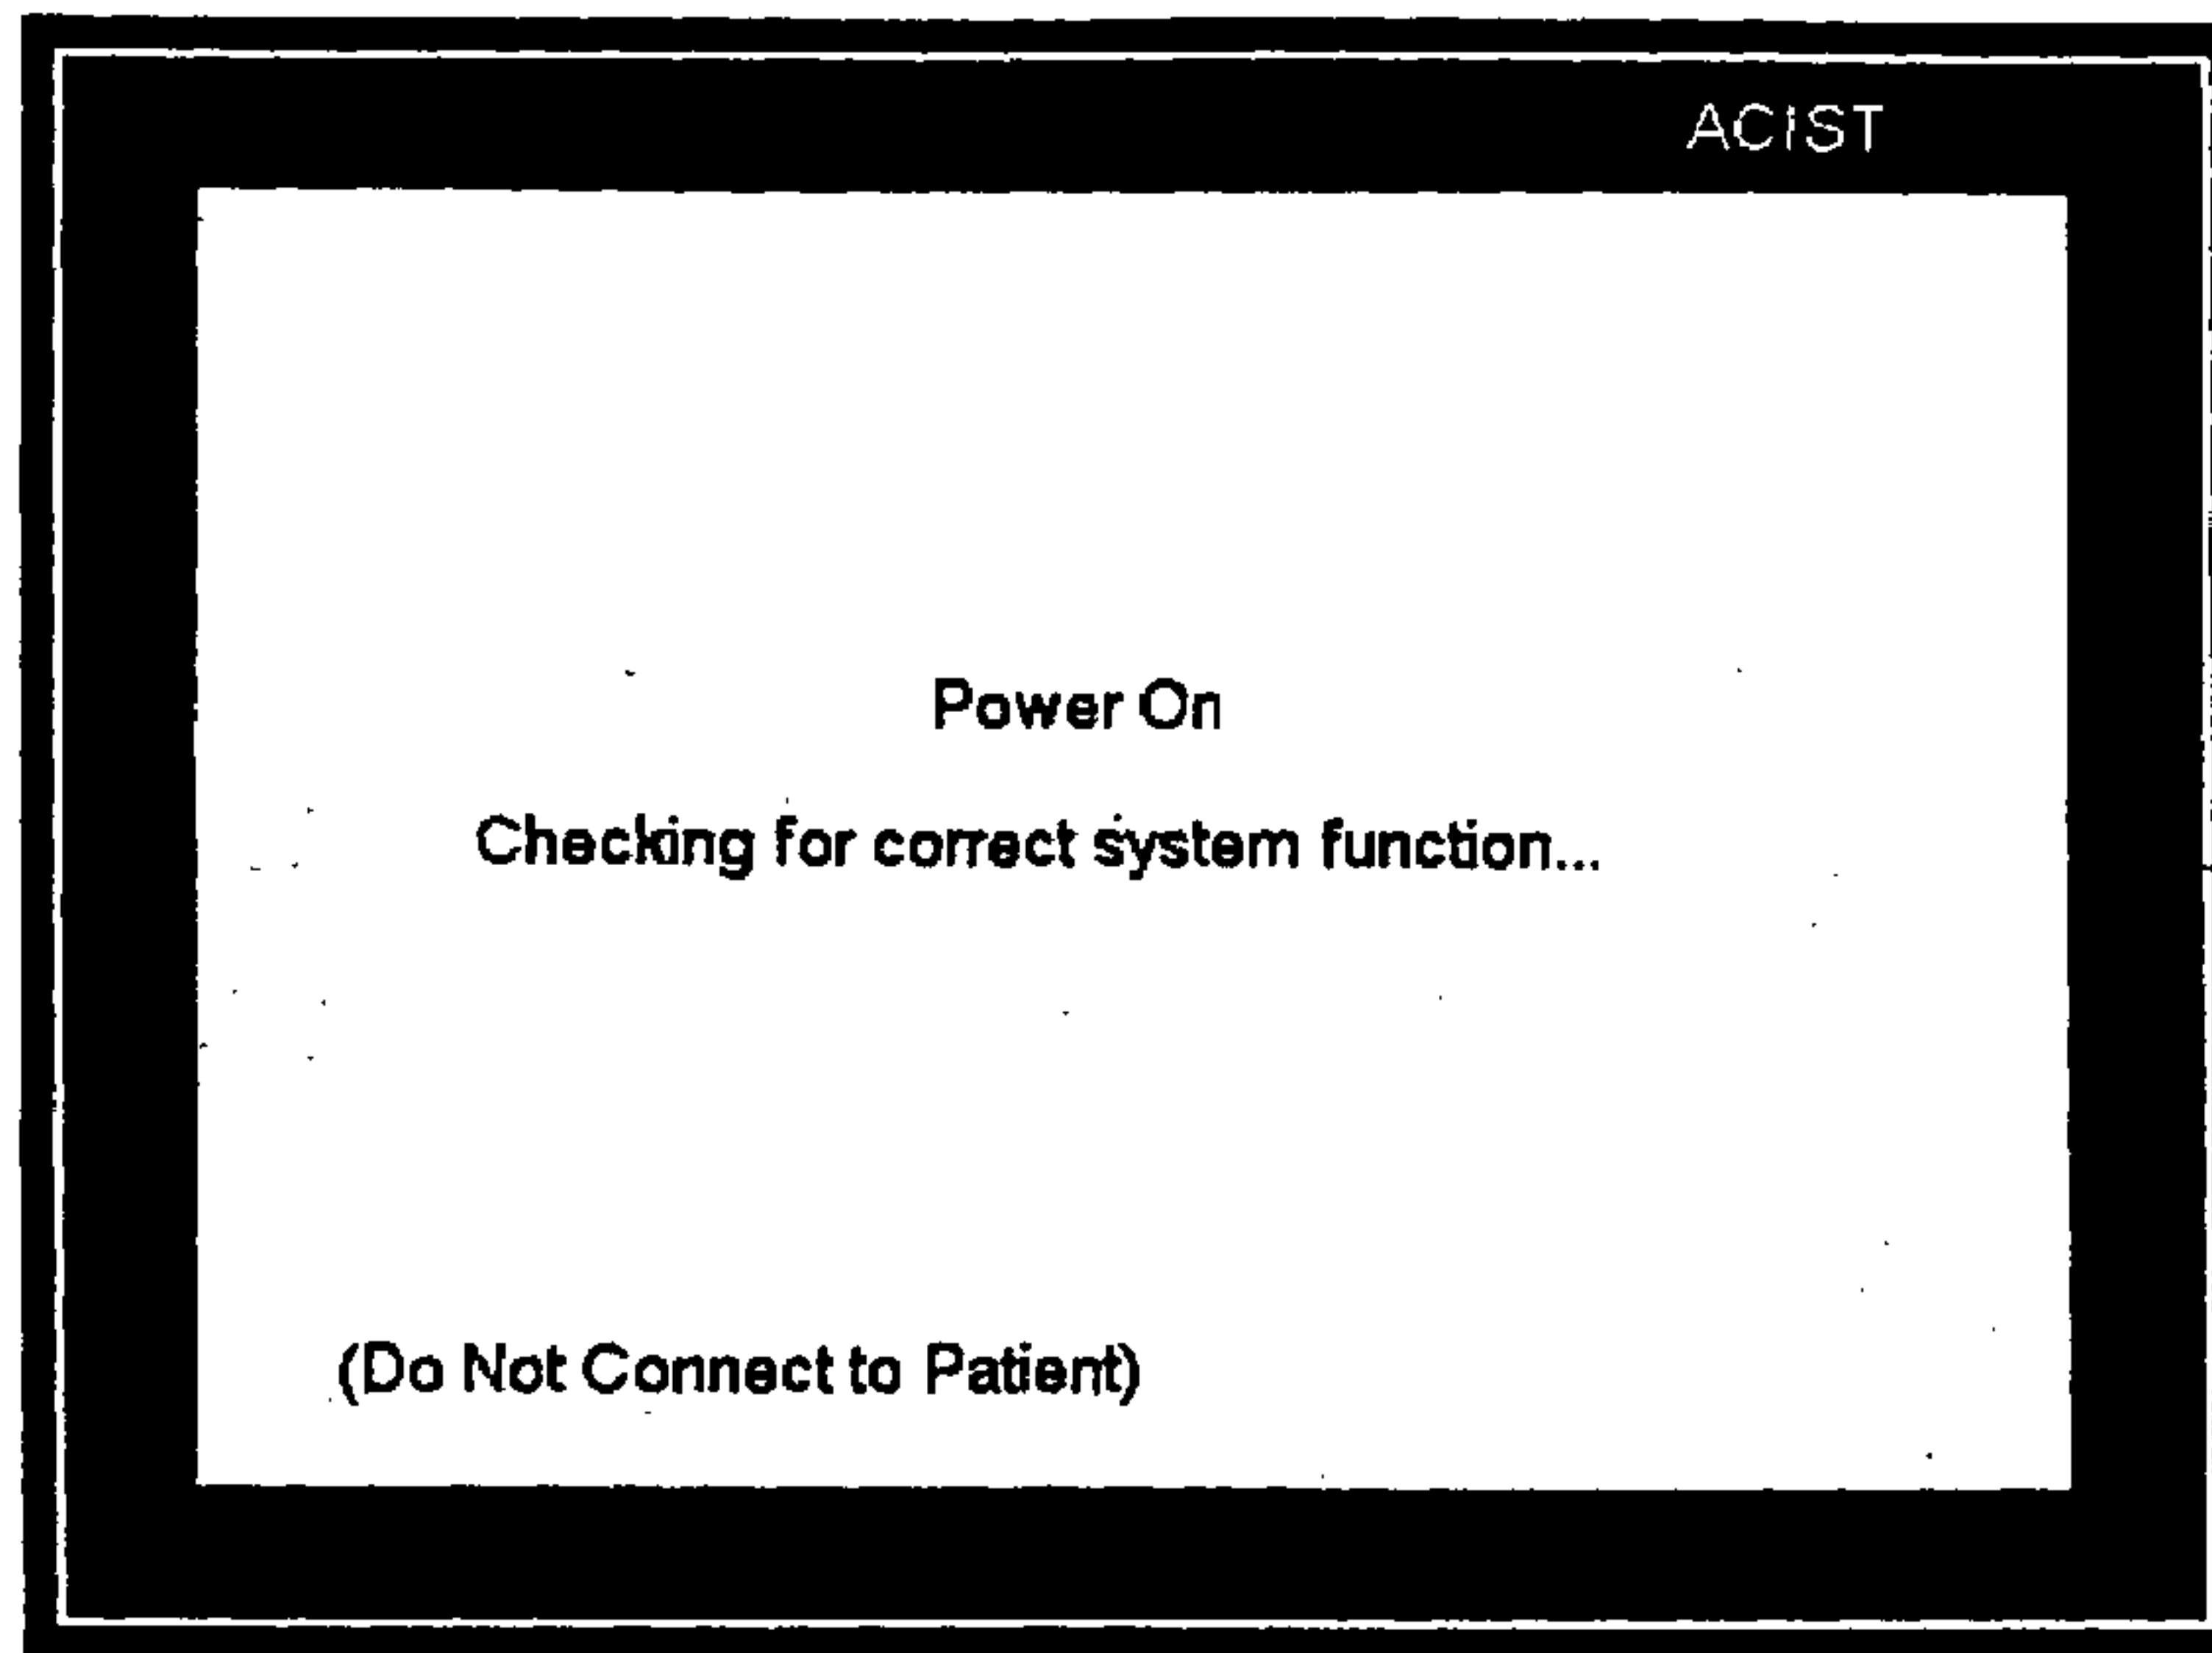 ACIST
Power On
Checking for correct system function...
(Do Not Connect to Patient)